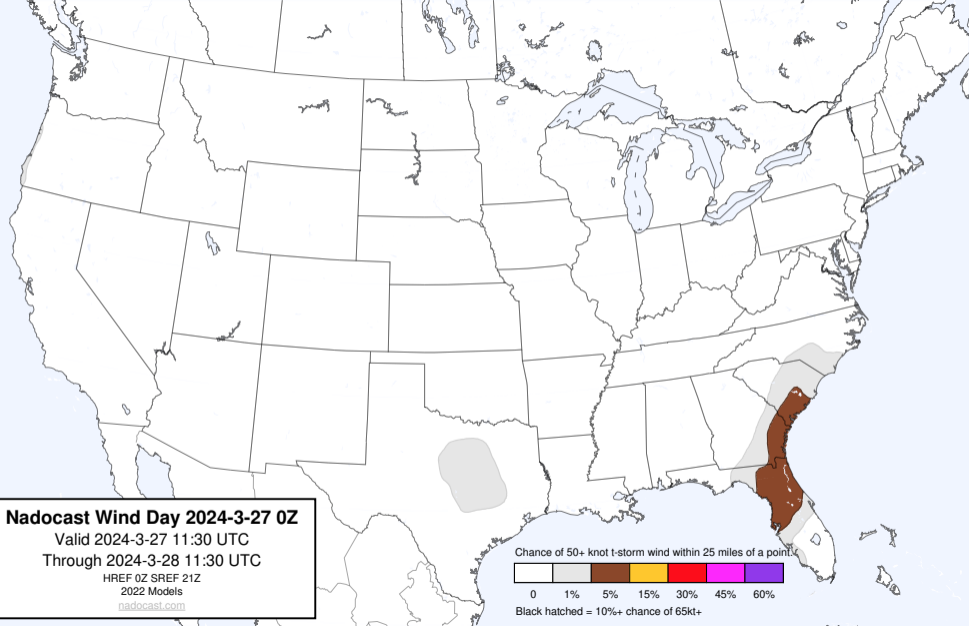 Nadocast Wind Day 2024-3-27 0Z
Valid 2024-3-27 11:30 UTC
Through 2024-3-28 11:30 UTC
HREF 0Z SREF 21Z
2022 Models
nadocast.com
Chance of 50+ knot t-storm wind within 25 miles of a point.
0 1% 5% 15% 30% 45% 60%
Black hatched = 10%+ chance of 65kt+